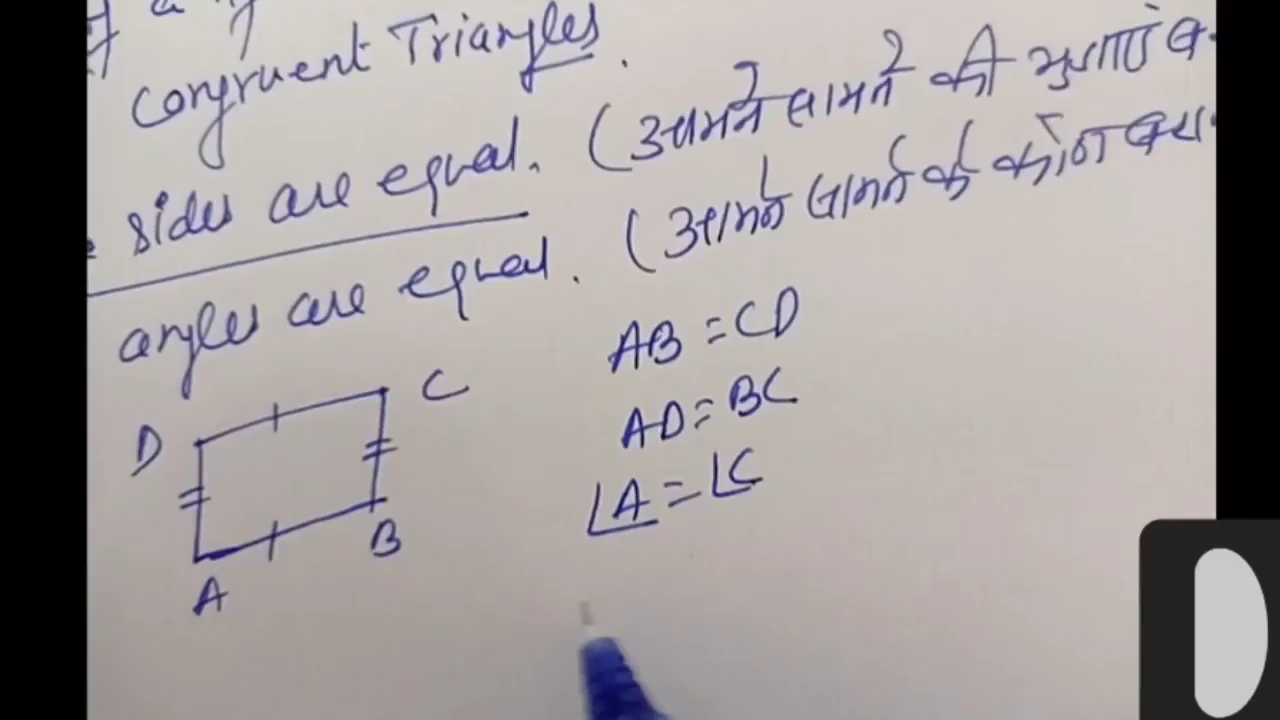 Congruent Triangles.
sides are equal. (आमने सामने की भुजाएं
angles are equal. (आमने सामने के कोण
AB = CD
AD = BC
∠A = ∠C
D C
A B